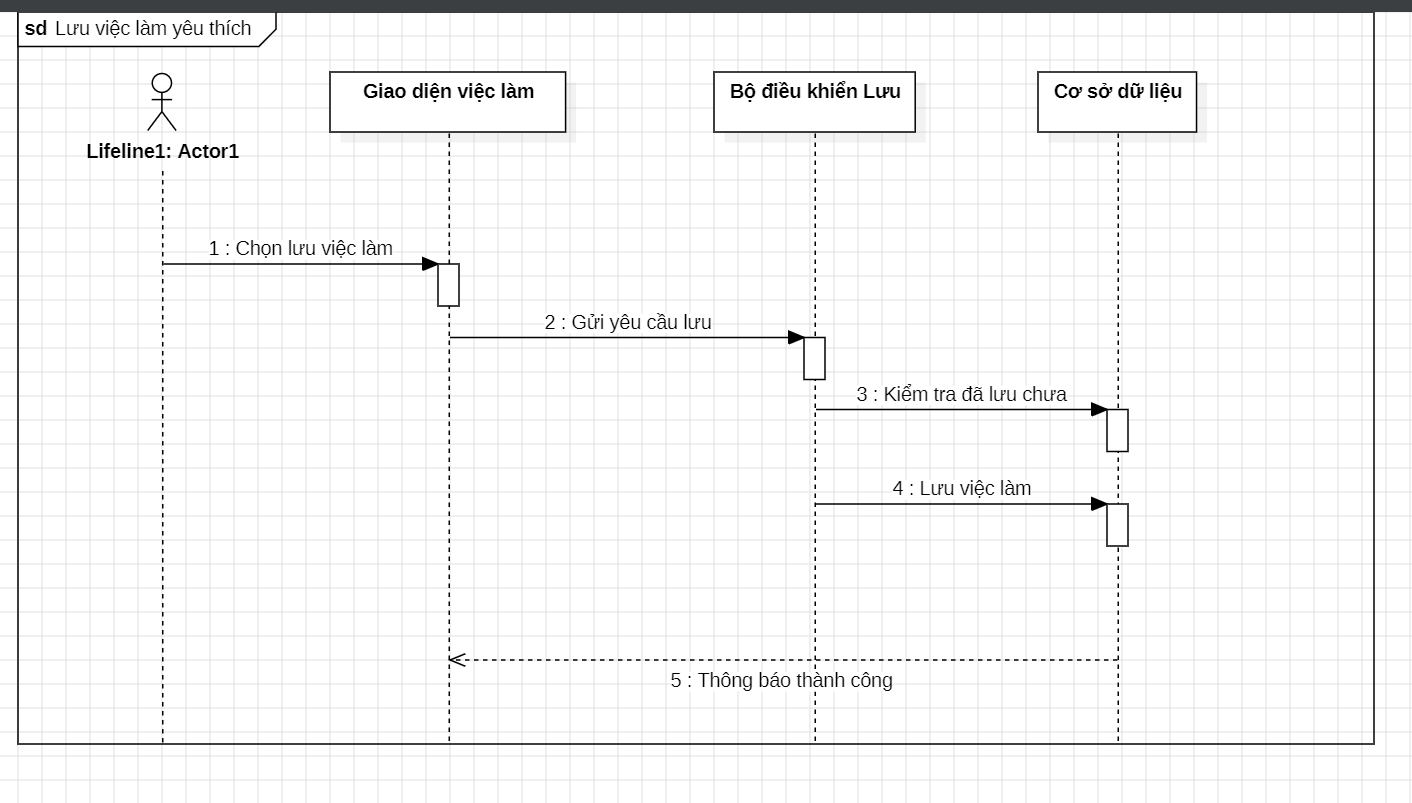 sd Lưu việc làm yêu thích
Giao diện việc làm
Bộ điều khiển Lưu
Cơ sở dữ liệu
Lifeline1: Actor1
1 : Chọn lưu việc làm
2 : Gửi yêu cầu lưu
3 : Kiểm tra đã lưu chưa
4 : Lưu việc làm
5 : Thông báo thành công